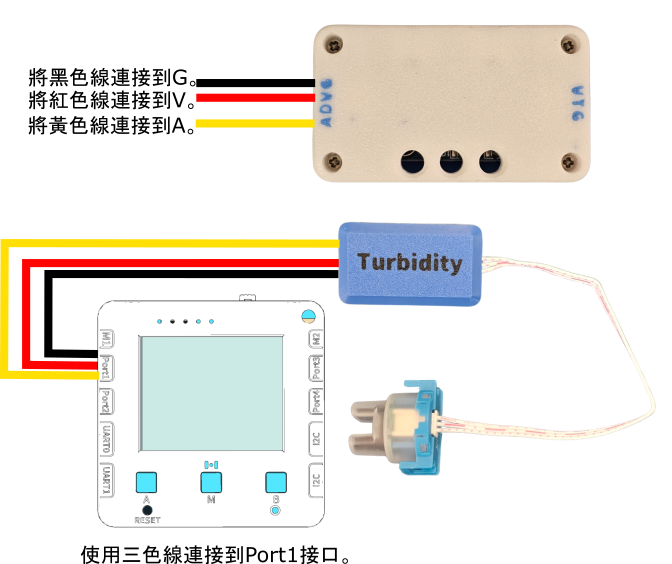 將黑色線連接到G。
將紅色線連接到V。
將黃色線連接到A。
ADVG
VTG
Turbidity
M1
M2
Port1
Port3
Port2
Port4
UART0
I2C
UART1
I2C
A
M
B
RESET
使用三色線連接到Port1接口。